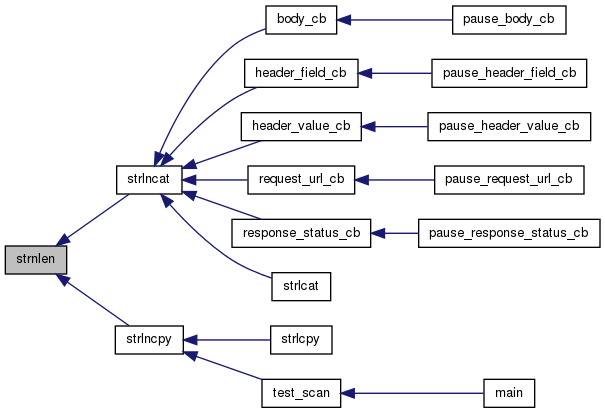 body_cb
pause_body_cb
header_field_cb
pause_header_field_cb
header_value_cb
pause_header_value_cb
strlncat
request_url_cb
pause_request_url_cb
response_status_cb
pause_response_status_cb
strnlen
strlcat
strlncpy
strlcpy
test_scan
main